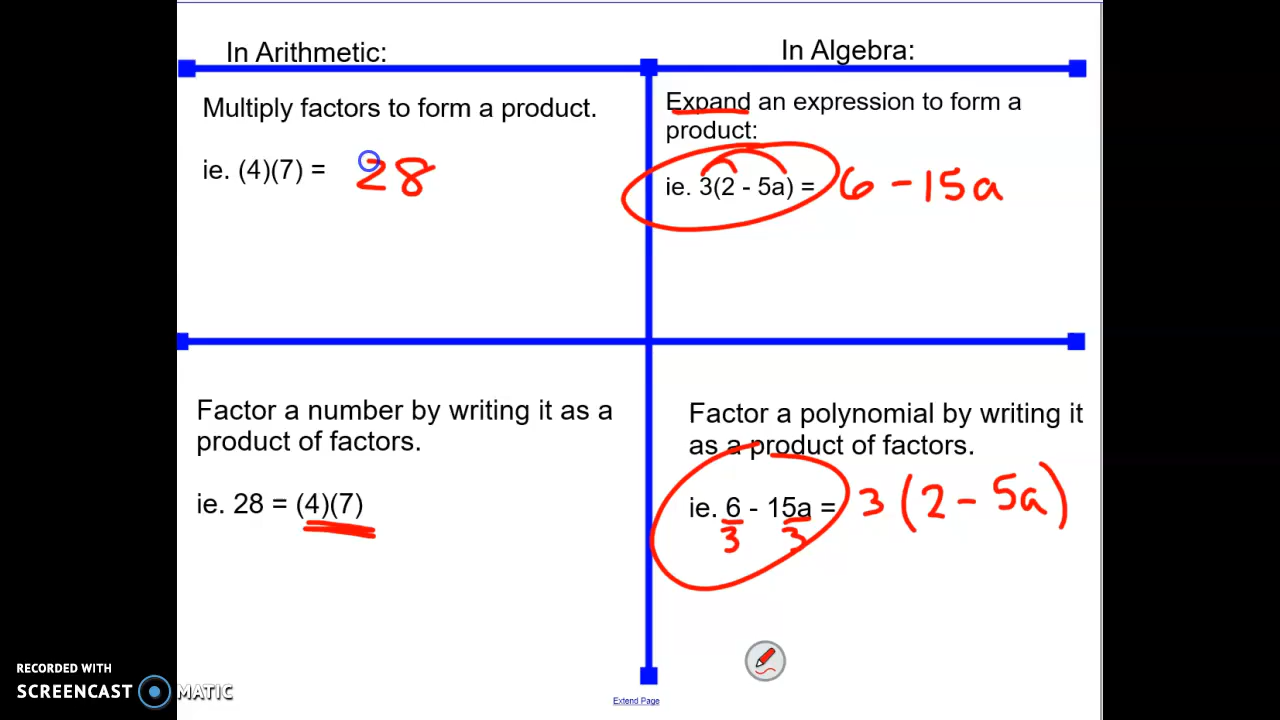 In Arithmetic:
In Algebra:
Multiply factors to form a product.
ie. (4)(7) = 28
Expand an expression to form a
product:
ie. 3(2 - 5a) = 6 - 15a
Factor a number by writing it as a
product of factors.
ie. 28 = (4)(7)
Factor a polynomial by writing it
as a product of factors.
ie. 6 - 15a = 3 (2 - 5a)
3 3
RECORDED WITH
SCREENCAST MATIC
Extend Page